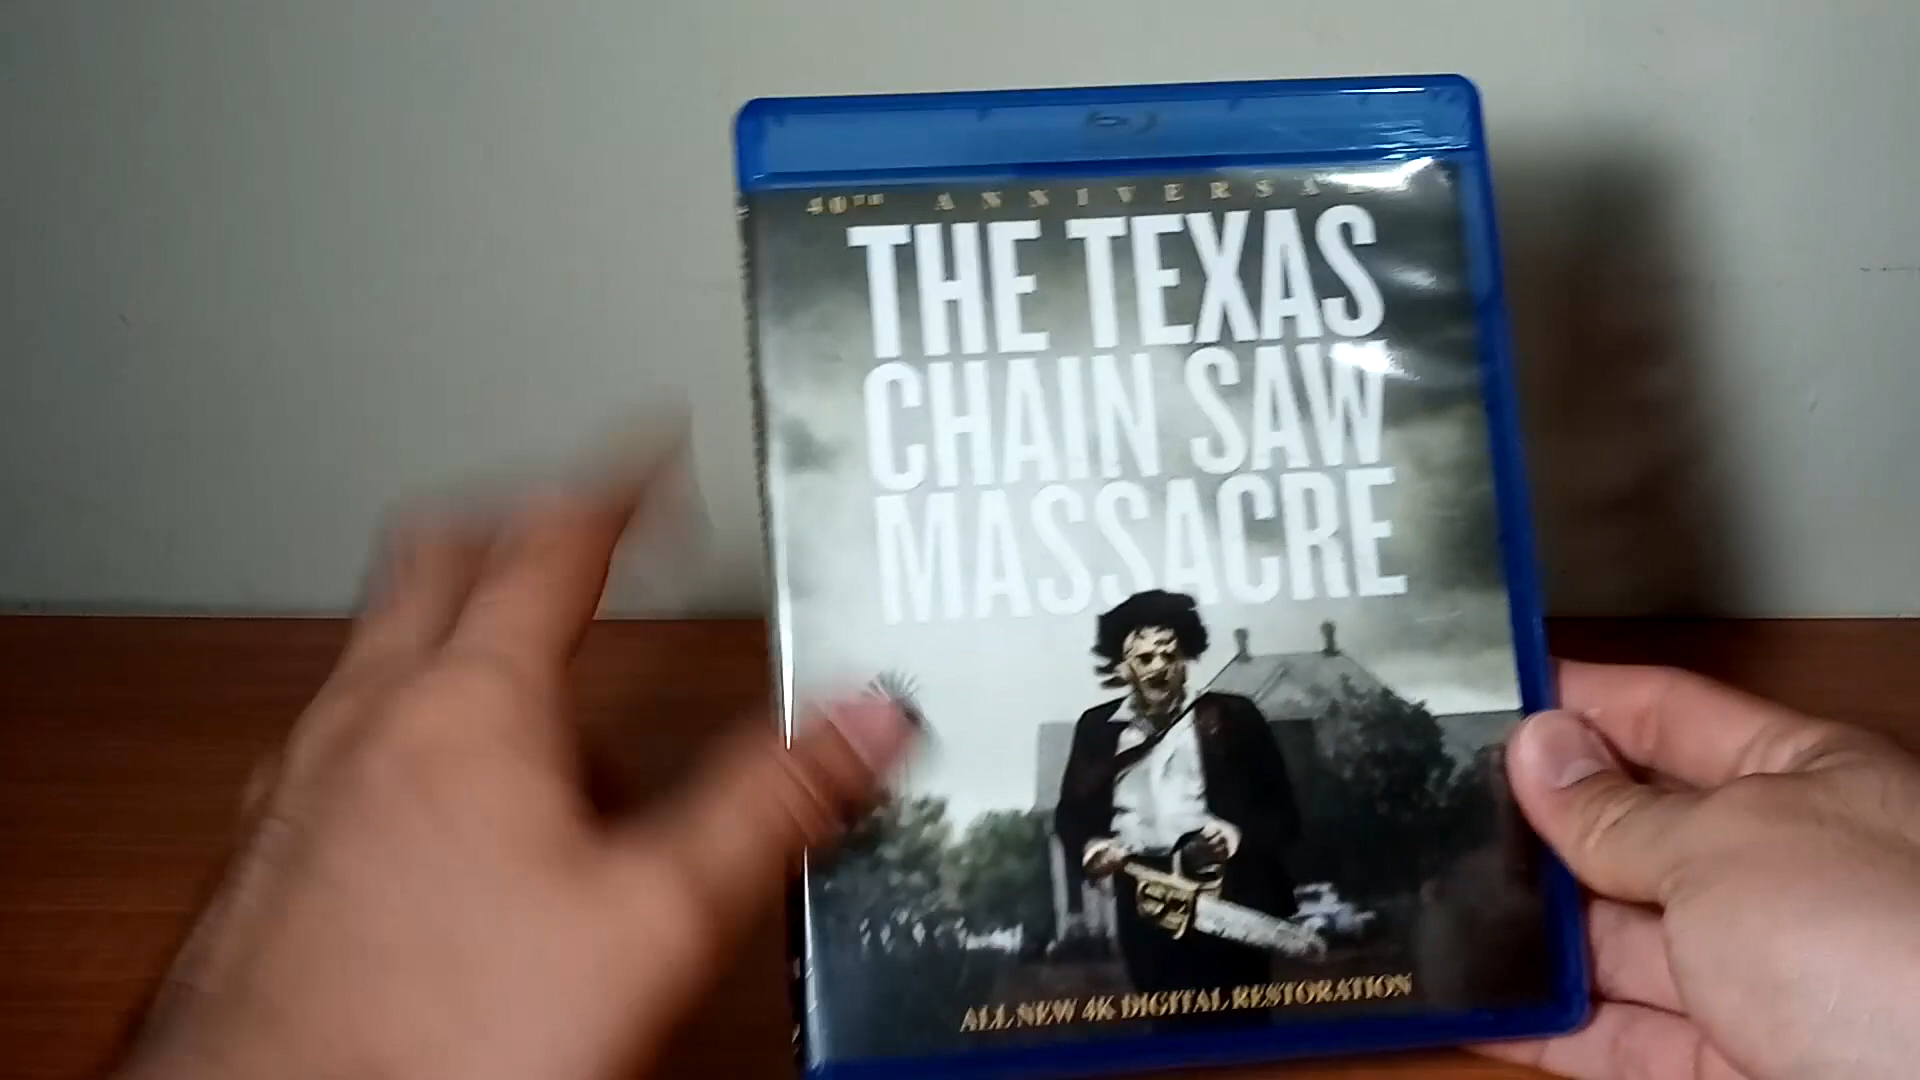 40TH ANNIVERSARY
THE TEXAS
CHAIN SAW
MASSACRE
ALL NEW 4K DIGITAL RESTORATION